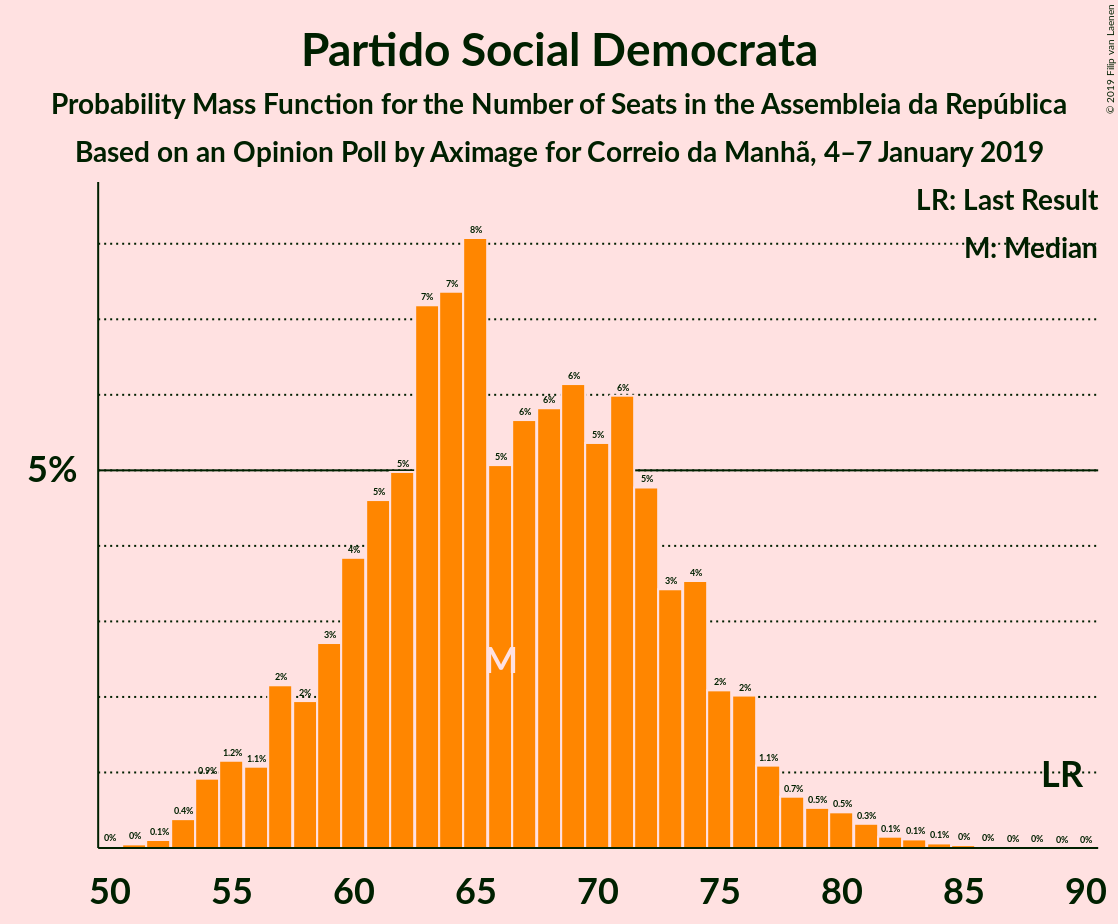 Partido Social Democrata
Probability Mass Function for the Number of Seats in the Assembleia da República
Based on an Opinion Poll by Aximage for Correio da Manhã, 4–7 January 2019
© 2019 Filip van Laenen
LR: Last Result
M: Median
5%
0% 0% 0.1% 0.4% 0.9% 1.2% 1.1% 2% 2% 3% 4% 5% 5% 7% 7% 8% 5% 6% 6% 6% 5% 6% 5% 3% 4% 2% 2% 1.1% 0.7% 0.5% 0.5% 0.3% 0.1% 0.1% 0.1% 0% 0% 0% 0% 0% 0%
M
LR
50 55 60 65 70 75 80 85 90